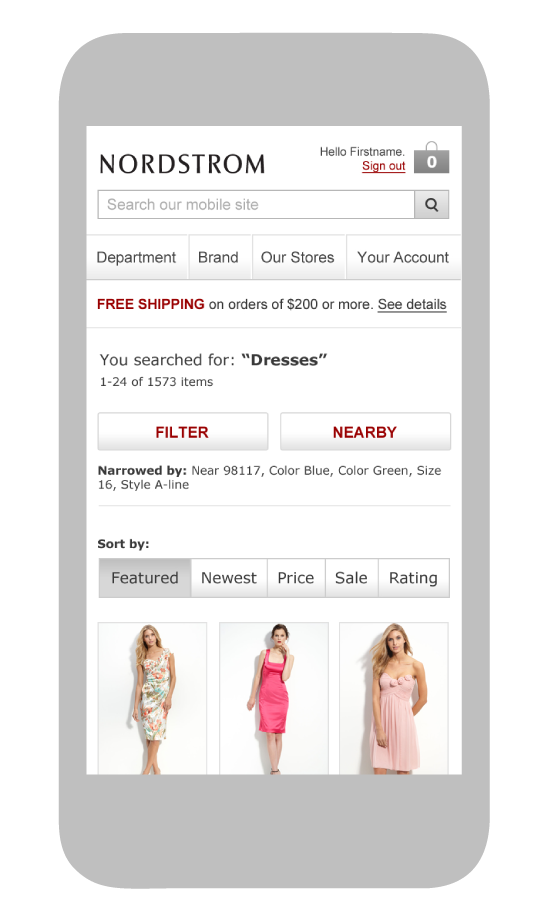 NORDSTROM
Hello Firstname.
Sign out
0
Search our mobile site
Department Brand Our Stores Your Account
FREE SHIPPING on orders of $200 or more. See details
You searched for: “Dresses”
1-24 of 1573 items
FILTER NEARBY
Narrowed by: Near 98117, Color Blue, Color Green, Size
16, Style A-line
Sort by:
Featured Newest Price Sale Rating